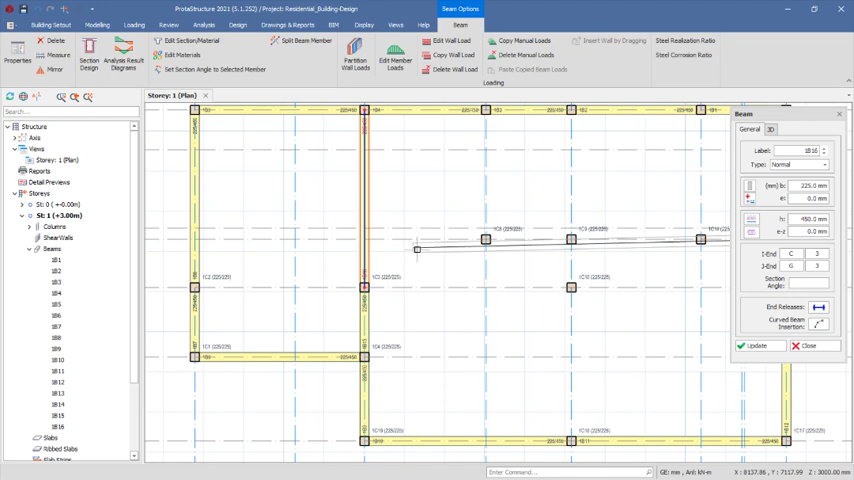 ProtaStructure 2021 (5.1.252) / Project: Residential_Building-Design
Beam Options
Building Setout
Modelling
Loading
Review
Analysis
Design
Drawings & Reports
BIM
Display
Views
Help
Beam
Properties
Delete
Measure
Mirror
Section Design
Analysis Result Diagrams
Edit Section/Material
Edit Materials
Set Section Angle to Selected Member
Split Beam Member
Partition Wall Loads
Edit Member Loads
Edit Wall Load
Copy Wall Load
Delete Wall Load
Copy Manual Loads
Delete Manual Loads
Paste Copied Beam Loads
Insert Wall by Dragging
Steel Realization Ratio
Steel Corrosion Ratio
Loading
Storey: 1 (Plan)
Search...
Structure
Axis
Views
Storey: 1 (Plan)
Reports
Detail Previews
Storeys
St: 0 (+-0.00m)
St: 1 (+3.00m)
Columns
ShearWalls
Beams
1B1
1B2
1B3
1B4
1B5
1B6
1B7
1B8
1B9
1B10
1B11
1B12
1B13
1B14
1B15
1B16
Slabs
Ribbed Slabs
Slab Strips
1C2 (225/225)
1C3 (225/225)
1C1 (225/225)
1C4 (225/225)
1C10 (225/225)
1C19 (225/225)
1C18 (225/225)
1C17 (225/225)
1B10
225/450
1B11
225/450
Beam
General
3D
Label:
1B16
Type:
Normal
(mm) b:
225.0 mm
e:
0.0 mm
h:
450.0 mm
e-z
0.0 mm
I-End
C
3
J-End
G
3
Section Angle:
End Releases:
Curved Beam Insertion:
Update
Close
Enter Command...
GE: mm, Anl: kN-m
X : 8137.86
Y : 7117.99
Z : 3000.00 mm